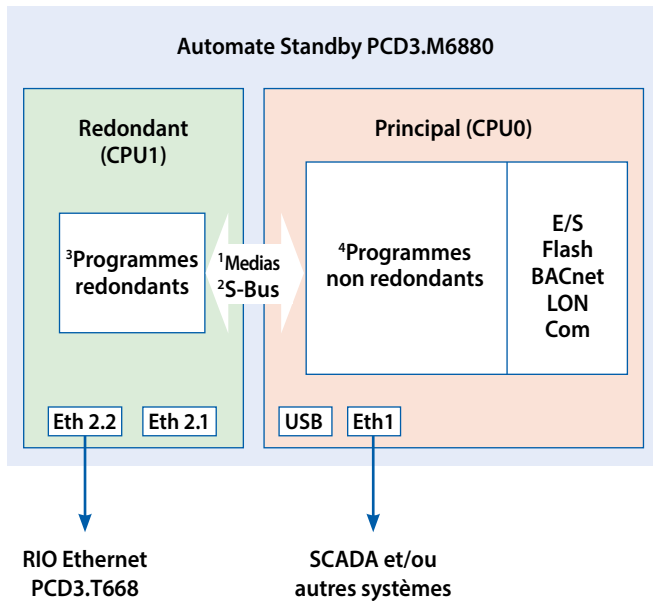 Automate Standby PCD3.M6880
Redondant
(CPU1)
Principal (CPU0)
³Programmes
redondants
¹Medias
²S-Bus
⁴Programmes
non redondants
E/S
Flash
BACnet
LON
Com
Eth 2.2
Eth 2.1
USB
Eth1
RIO Ethernet
PCD3.T668
SCADA et/ou
autres systèmes